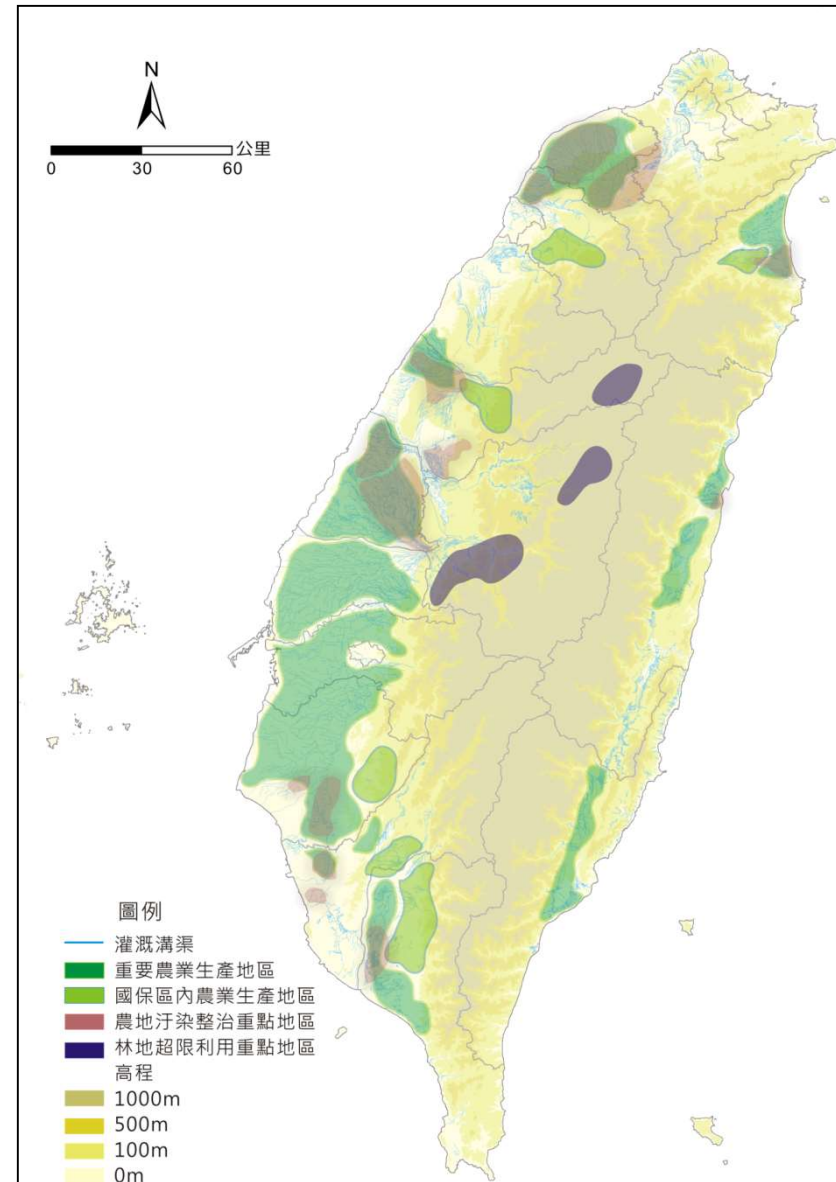 N
公里
0 30 60
圖例
灌溉溝渠
重要農業生產地區
國保區內農業生產地區
農地汙染整治重點地區
林地超限利用重點地區
高程
1000m
500m
100m
0m